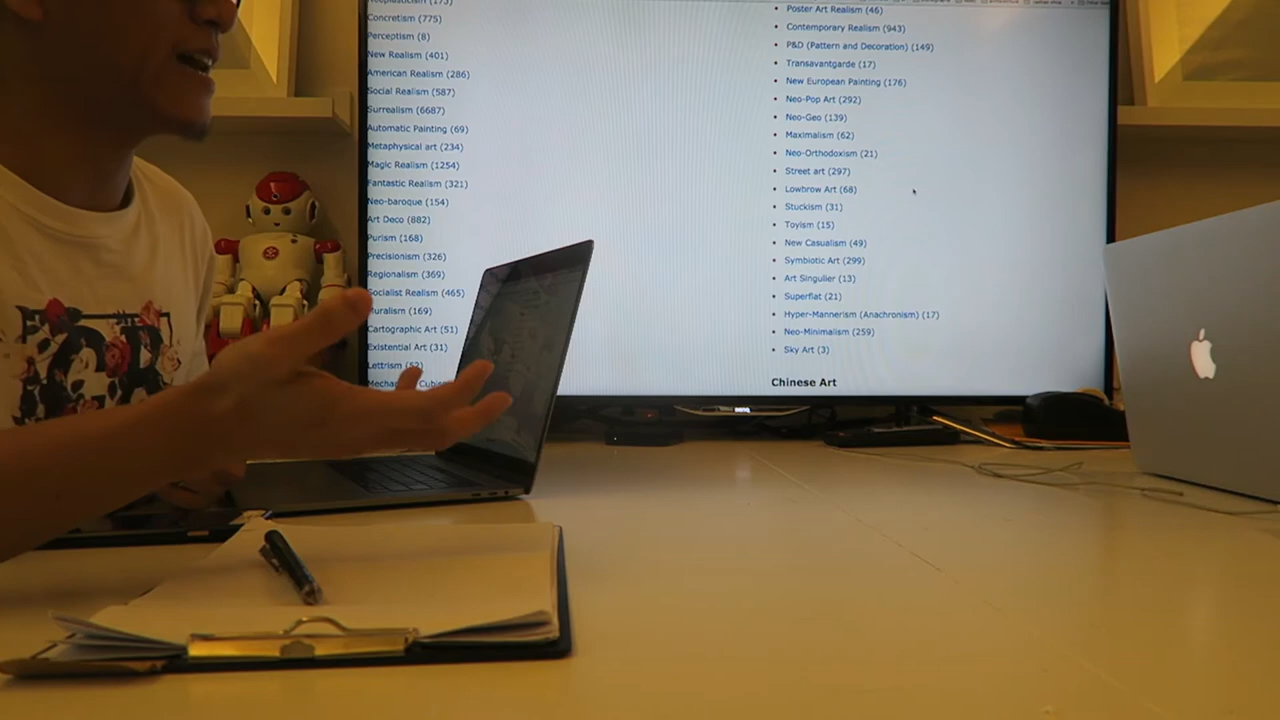 Neoplasticism (173)
Concretism (775)
Perceptism (8)
New Realism (401)
American Realism (286)
Social Realism (587)
Surrealism (6687)
Automatic Painting (69)
Metaphysical art (234)
Magic Realism (1254)
Fantastic Realism (321)
Neo-baroque (154)
Art Deco (882)
Purism (168)
Precisionism (326)
Regionalism (369)
Socialist Realism (465)
Muralism (169)
Cartographic Art (51)
Existential Art (31)
Lettrism (52)
Poster Art Realism (46)
Contemporary Realism (943)
P&D (Pattern and Decoration) (149)
Transavantgarde (17)
New European Painting (176)
Neo-Pop Art (292)
Neo-Geo (139)
Maximalism (62)
Neo-Orthodoxism (21)
Street art (297)
Lowbrow Art (68)
Stuckism (31)
Toyism (15)
New Casualism (49)
Symbiotic Art (299)
Art Singulier (13)
Superflat (21)
Hyper-Mannerism (Anachronism) (17)
Neo-Minimalism (259)
Sky Art (3)
Chinese Art
BenQ